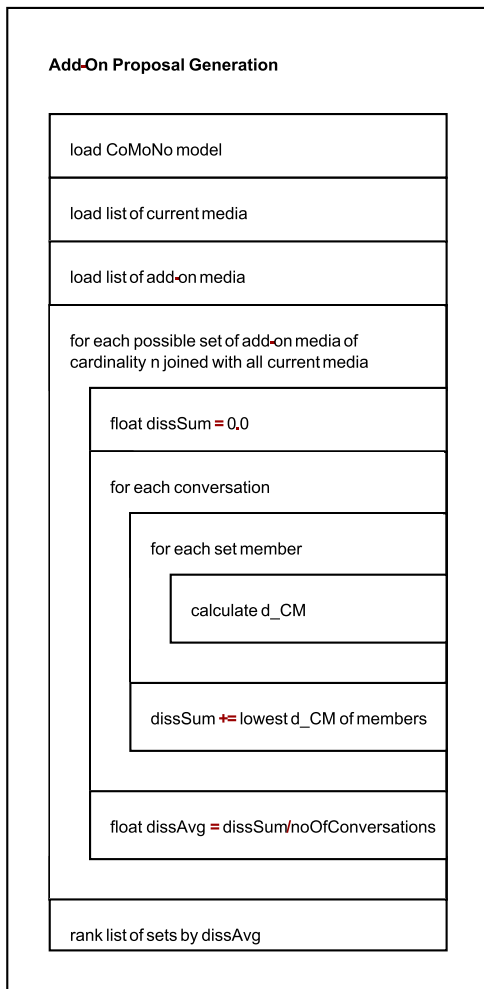 Add-On Proposal Generation
load CoMoNo model
load list of current media
load list of add-on media
for each possible set of add-on media of
cardinality n joined with all current media
float dissSum = 0.0
for each conversation
for each set member
calculate d_CM
dissSum += lowest d_CM of members
float dissAvg = dissSum/noOfConversations
rank list of sets by dissAvg